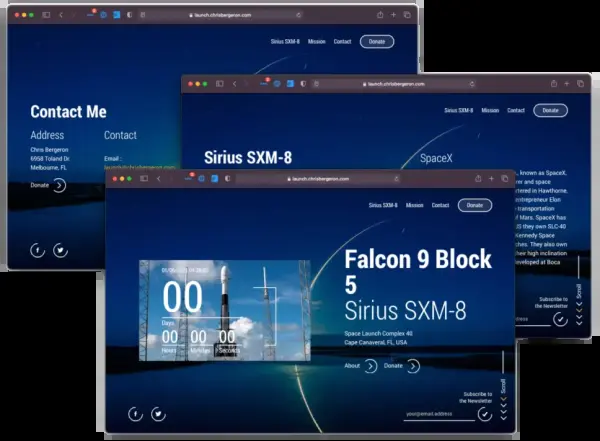 launch.chrisbergeron.com
Sirius SXM-8 Mission Contact Donate
Contact Me
Address Contact
Chris Bergeron
6958 Toland Dr.
Melbourne, FL
Email :
Donate
launch.chrisbergeron.com
Sirius SXM-8 Mission Contact Donate
Sirius SXM-8
SpaceX
, known as SpaceX,
er and space
rtered in Hawthorne,
entrepreneur Elon
transportation
of Mars. SpaceX has
US they own SLC-40
Kennedy Space
ches. They also own
their high inclination
developed at Boca
Scroll
Subscribe to
the Newsletter
launch.chrisbergeron.com
Sirius SXM-8 Mission Contact Donate
00
Days
00 00 00
Hours Minutes Seconds
Falcon 9 Block
5
Sirius SXM-8
Space Launch Complex 40
Cape Canaveral, FL, USA
About Donate
Scroll
Subscribe to
the Newsletter
your@email.address